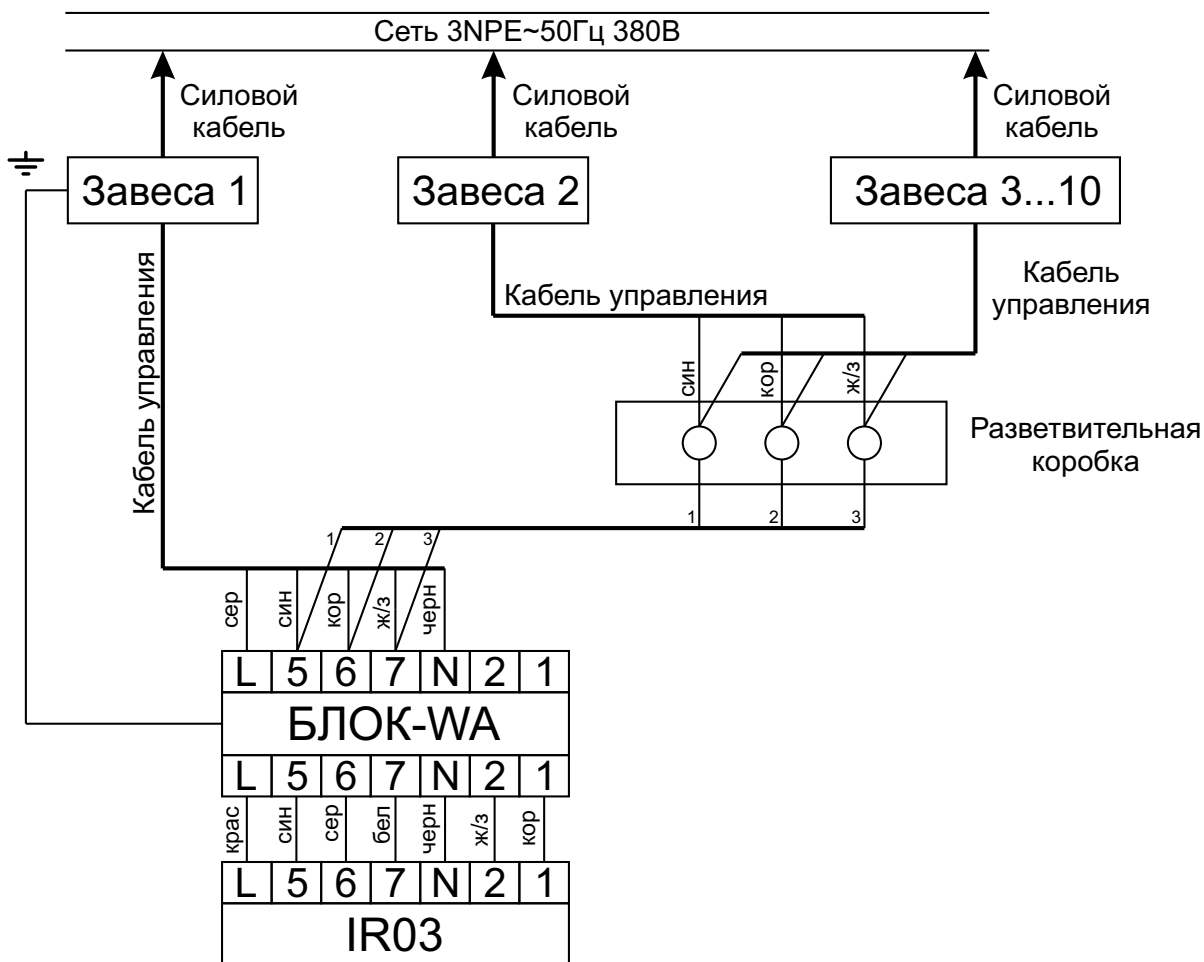 Сеть 3NPE~50Гц 380В
Силовой
кабель
Силовой
кабель
Силовой
кабель
Завеса 1
Завеса 2
Завеса 3...10
Кабель управления
Кабель управления
Кабель
управления
син
кор
ж/з
Разветвительная
коробка
1 2 3
1 2 3
сер син кор ж/з черн
L 5 6 7 N 2 1
БЛОК-WA
L 5 6 7 N 2 1
крас син сер бел черн ж/з кор
L 5 6 7 N 2 1
IR03